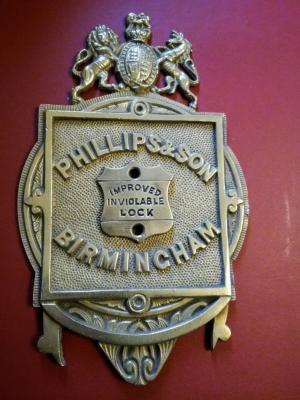 PHILLIPS & SON
IMPROVED
INVIOLABLE
LOCK
BIRMINGHAM